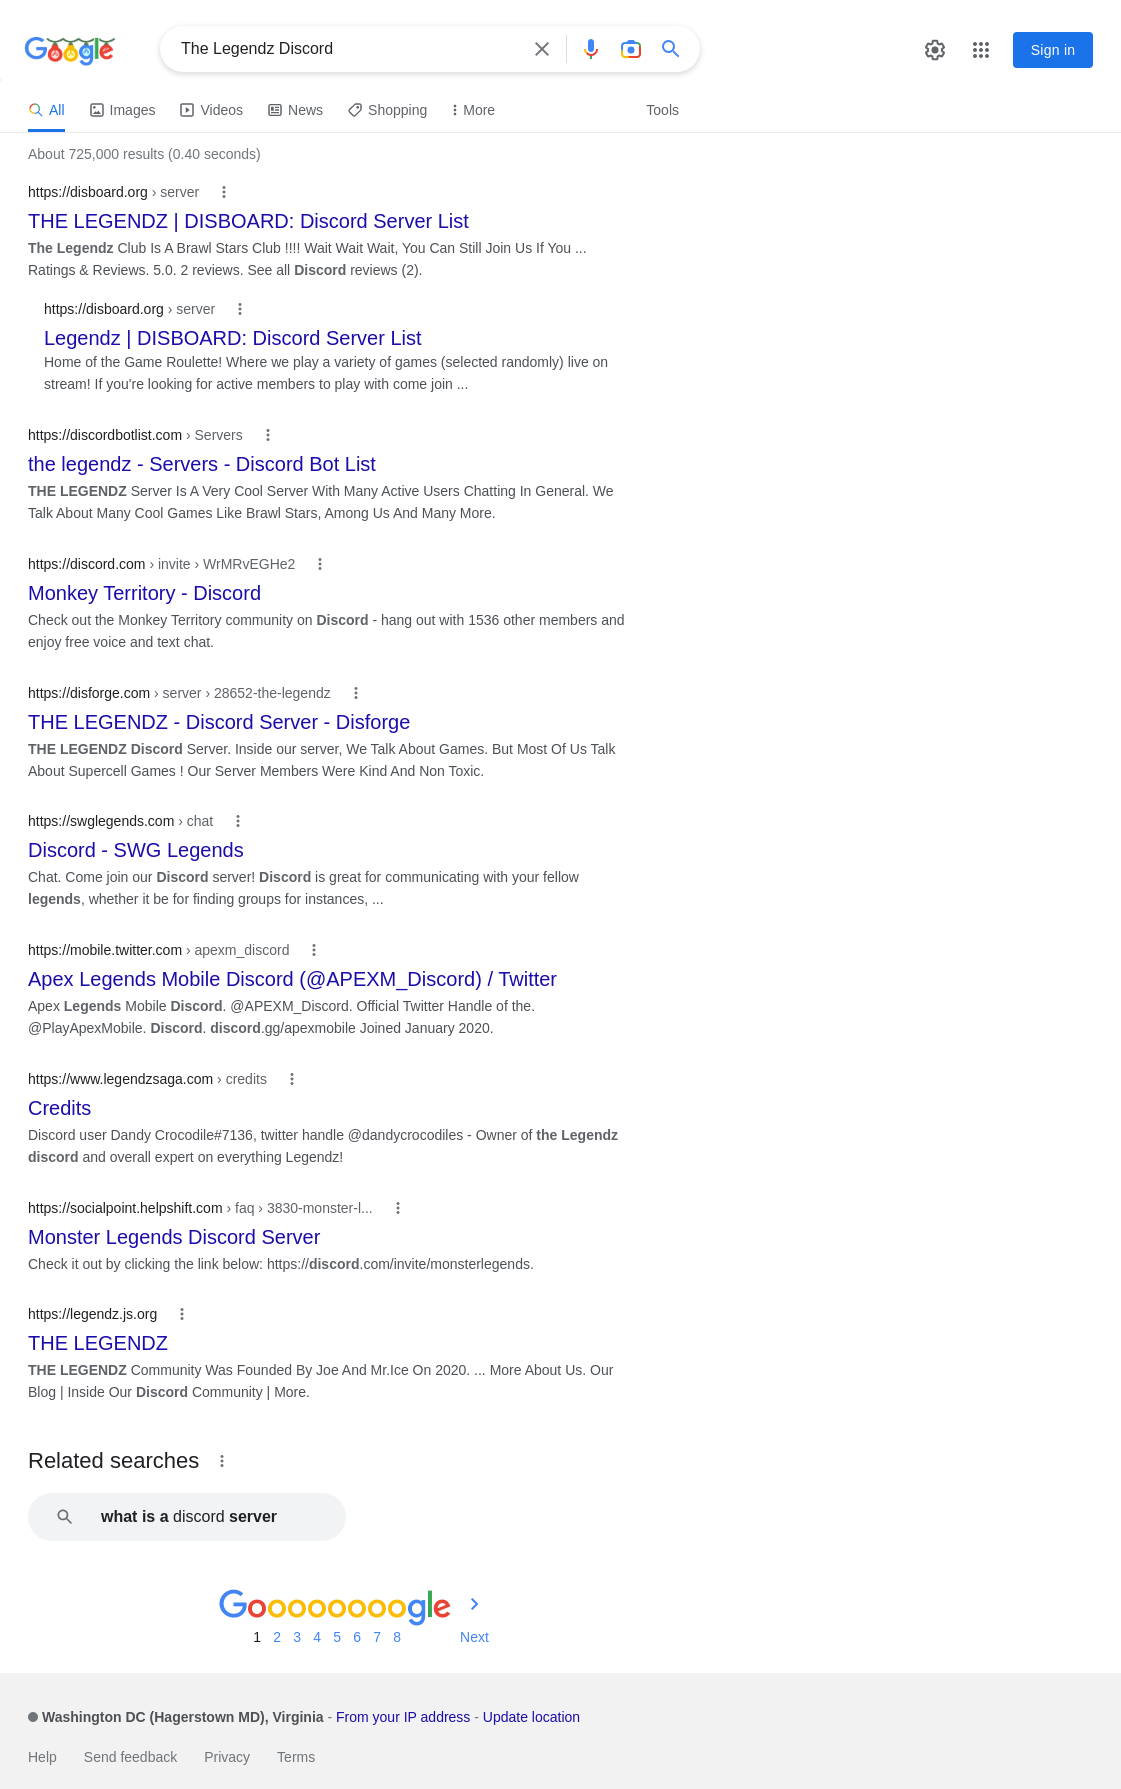 Google
The Legendz Discord
Sign in
All
Images
Videos
News
Shopping
More
Tools
About 725,000 results (0.40 seconds)
https://disboard.org › server
THE LEGENDZ | DISBOARD: Discord Server List
The Legendz Club Is A Brawl Stars Club !!!! Wait Wait Wait, You Can Still Join Us If You ...
Ratings & Reviews. 5.0. 2 reviews. See all Discord reviews (2).
https://disboard.org › server
Legendz | DISBOARD: Discord Server List
Home of the Game Roulette! Where we play a variety of games (selected randomly) live on
stream! If you're looking for active members to play with come join ...
https://discordbotlist.com › Servers
the legendz - Servers - Discord Bot List
THE LEGENDZ Server Is A Very Cool Server With Many Active Users Chatting In General. We
Talk About Many Cool Games Like Brawl Stars, Among Us And Many More.
https://discord.com › invite › WrMRvEGHe2
Monkey Territory - Discord
Check out the Monkey Territory community on Discord - hang out with 1536 other members and
enjoy free voice and text chat.
https://disforge.com › server › 28652-the-legendz
THE LEGENDZ - Discord Server - Disforge
THE LEGENDZ Discord Server. Inside our server, We Talk About Games. But Most Of Us Talk
About Supercell Games ! Our Server Members Were Kind And Non Toxic.
https://swglegends.com › chat
Discord - SWG Legends
Chat. Come join our Discord server! Discord is great for communicating with your fellow
legends, whether it be for finding groups for instances, ...
https://mobile.twitter.com › apexm_discord
Apex Legends Mobile Discord (@APEXM_Discord) / Twitter
Apex Legends Mobile Discord. @APEXM_Discord. Official Twitter Handle of the.
@PlayApexMobile. Discord. discord.gg/apexmobile Joined January 2020.
https://www.legendzsaga.com › credits
Credits
Discord user Dandy Crocodile#7136, twitter handle @dandycrocodiles - Owner of the Legendz
discord and overall expert on everything Legendz!
https://socialpoint.helpshift.com › faq › 3830-monster-l...
Monster Legends Discord Server
Check it out by clicking the link below: https://discord.com/invite/monsterlegends.
https://legendz.js.org
THE LEGENDZ
THE LEGENDZ Community Was Founded By Joe And Mr.Ice On 2020. ... More About Us. Our
Blog | Inside Our Discord Community | More.
Related searches
what is a discord server
Goooooooogle
1 2 3 4 5 6 7 8 Next
Washington DC (Hagerstown MD), Virginia - From your IP address - Update location
Help Send feedback Privacy Terms